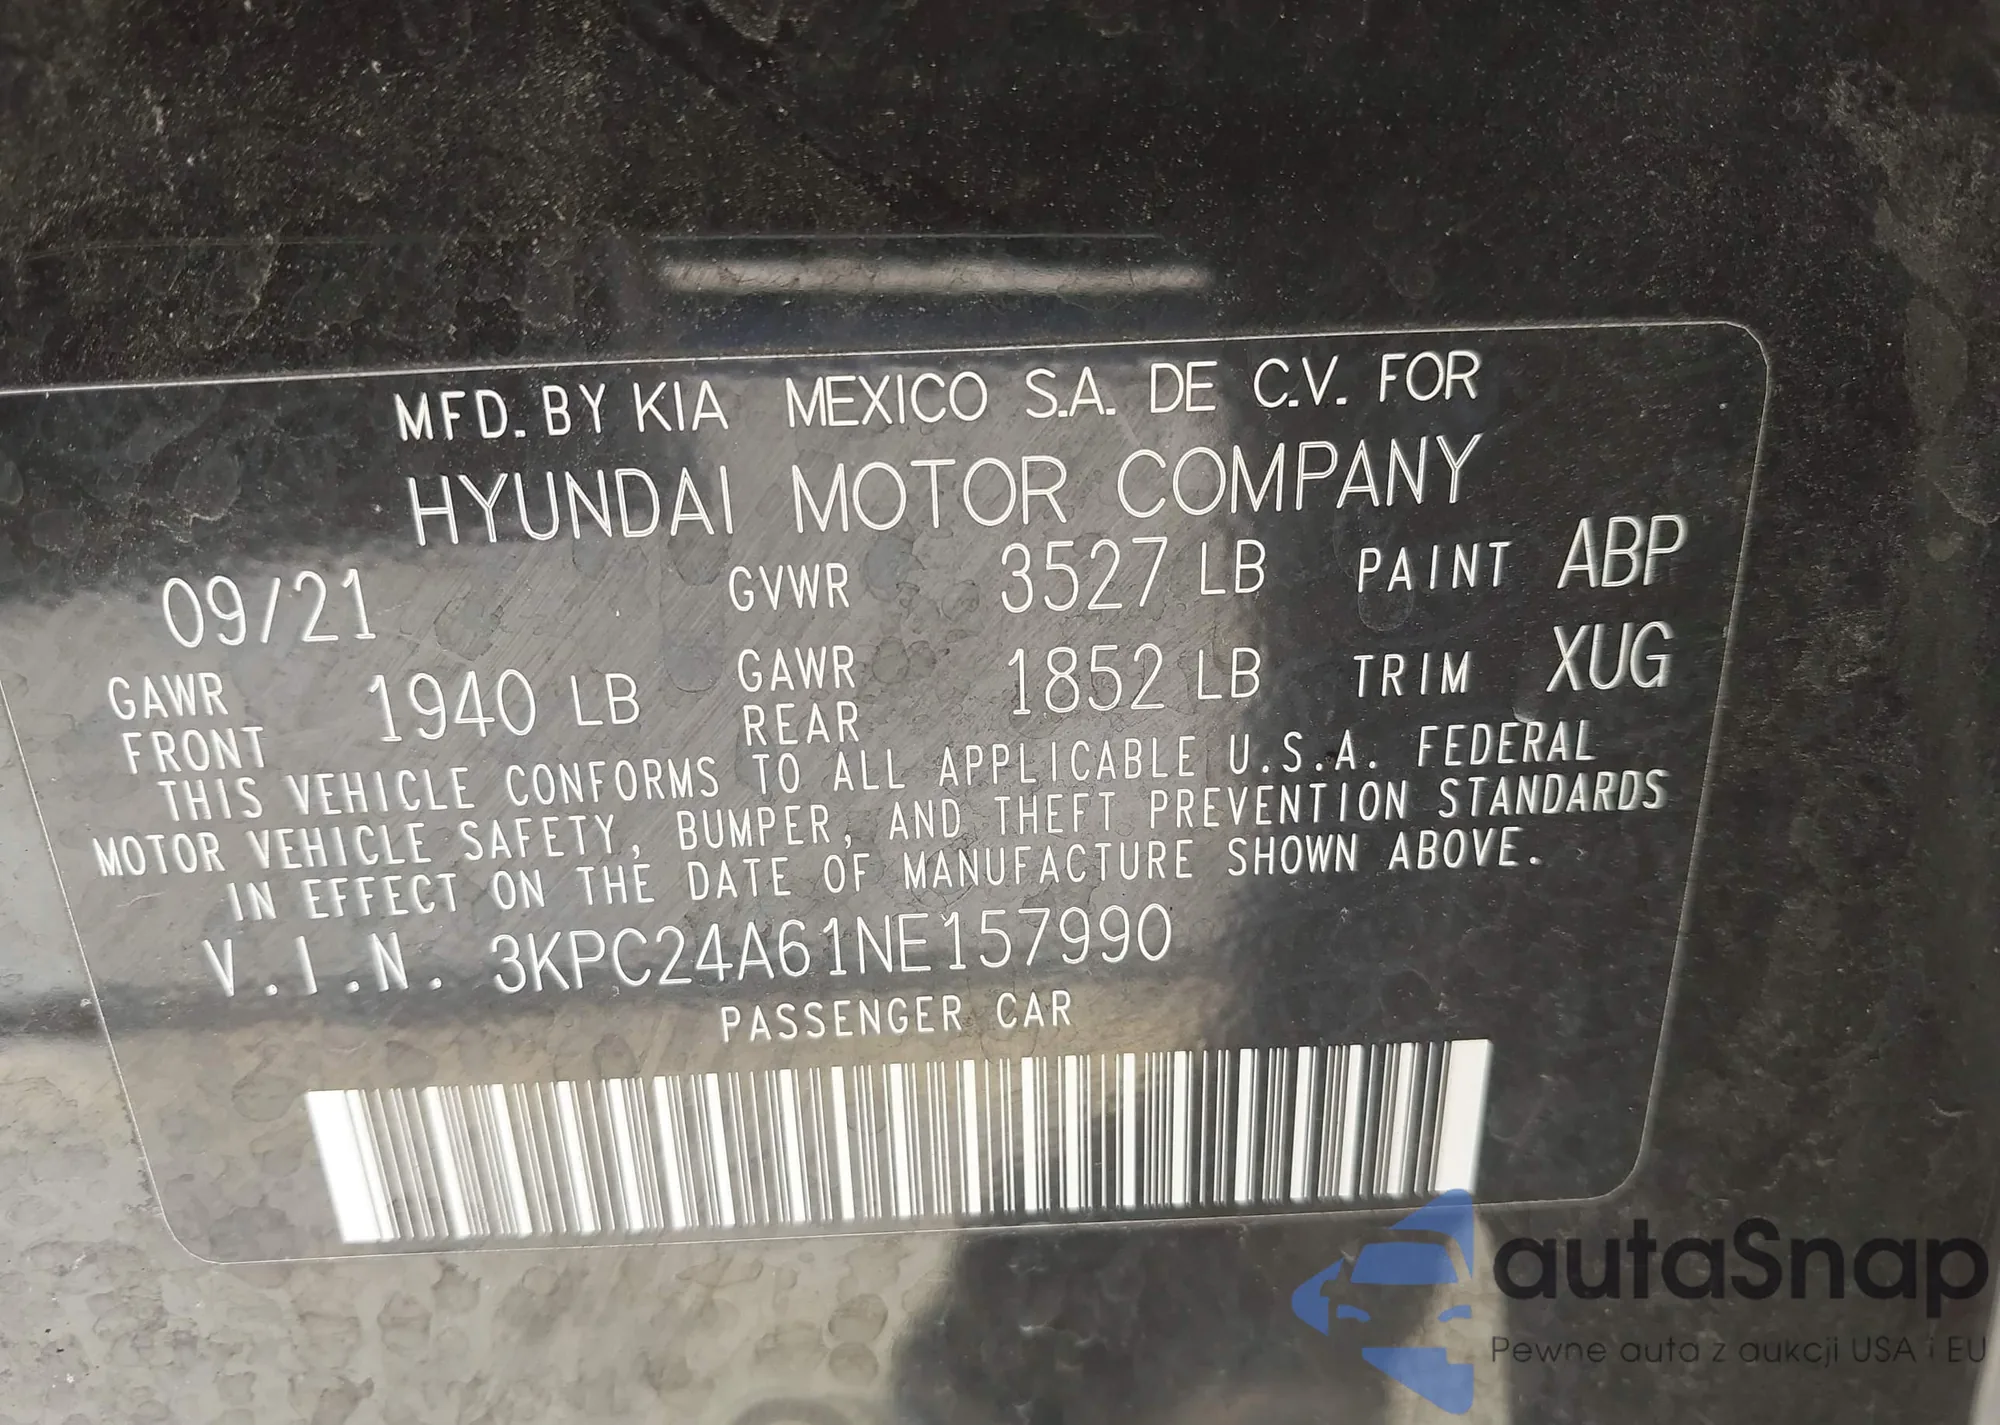 MFD. BY KIA MEXICO S.A. DE C.V. FOR
HYUNDAI MOTOR COMPANY
09/21 GVWR 3527 LB PAINT ABP
GAWR FRONT 1940 LB GAWR REAR 1852 LB TRIM XUG
THIS VEHICLE CONFORMS TO ALL APPLICABLE U.S.A. FEDERAL
MOTOR VEHICLE SAFETY, BUMPER, AND THEFT PREVENTION STANDARDS
IN EFFECT ON THE DATE OF MANUFACTURE SHOWN ABOVE.
V.I.N. 3KPC24A61NE157990
PASSENGER CAR
autaSnap
Pewne auta z aukcji USA i EU